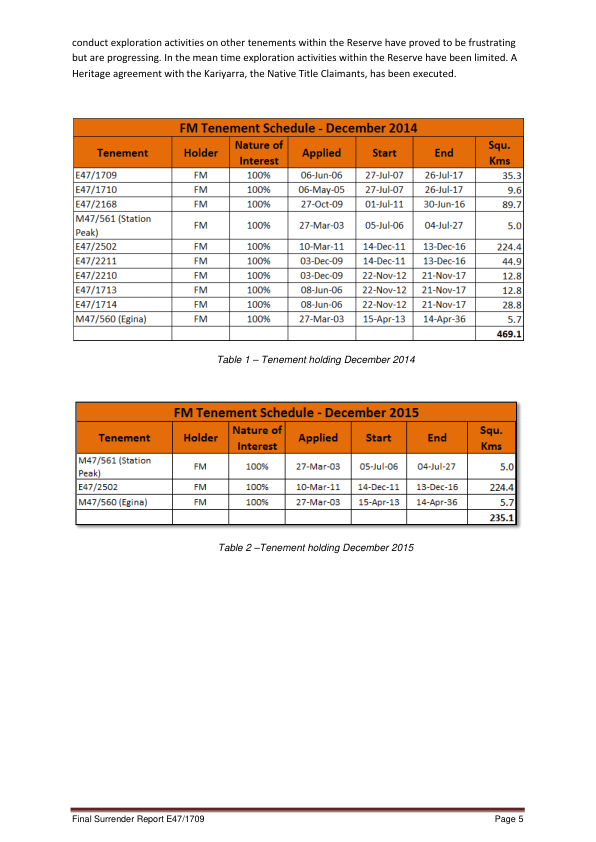 conduct exploration activities on other tenements within the Reserve have proved to be frustrating
but are progressing. In the mean time exploration activities within the Reserve have been limited. A
Heritage agreement with the Kariyarra, the Native Title Claimants, has been executed.
FM Tenement Schedule - December 2014
Tenement Holder Nature of Interest Applied Start End Squ. Kms
E47/1709 FM 100% 06-Jun-06 27-Jul-07 26-Jul-17 35.3
E47/1710 FM 100% 06-May-05 27-Jul-07 26-Jul-17 9.6
E47/2168 FM 100% 27-Oct-09 01-Jul-11 30-Jun-16 89.7
M47/561 (Station Peak) FM 100% 27-Mar-03 05-Jul-06 04-Jul-27 5.0
E47/2502 FM 100% 10-Mar-11 14-Dec-11 13-Dec-16 224.4
E47/2211 FM 100% 03-Dec-09 14-Dec-11 13-Dec-16 44.9
E47/2210 FM 100% 03-Dec-09 22-Nov-12 21-Nov-17 12.8
E47/1713 FM 100% 08-Jun-06 22-Nov-12 21-Nov-17 12.8
E47/1714 FM 100% 08-Jun-06 22-Nov-12 21-Nov-17 28.8
M47/560 (Egina) FM 100% 27-Mar-03 15-Apr-13 14-Apr-36 5.7
469.1
Table 1 – Tenement holding December 2014
FM Tenement Schedule - December 2015
Tenement Holder Nature of Interest Applied Start End Squ. Kms
M47/561 (Station Peak) FM 100% 27-Mar-03 05-Jul-06 04-Jul-27 5.0
E47/2502 FM 100% 10-Mar-11 14-Dec-11 13-Dec-16 224.4
M47/560 (Egina) FM 100% 27-Mar-03 15-Apr-13 14-Apr-36 5.7
235.1
Table 2 –Tenement holding December 2015
Final Surrender Report E47/1709 Page 5